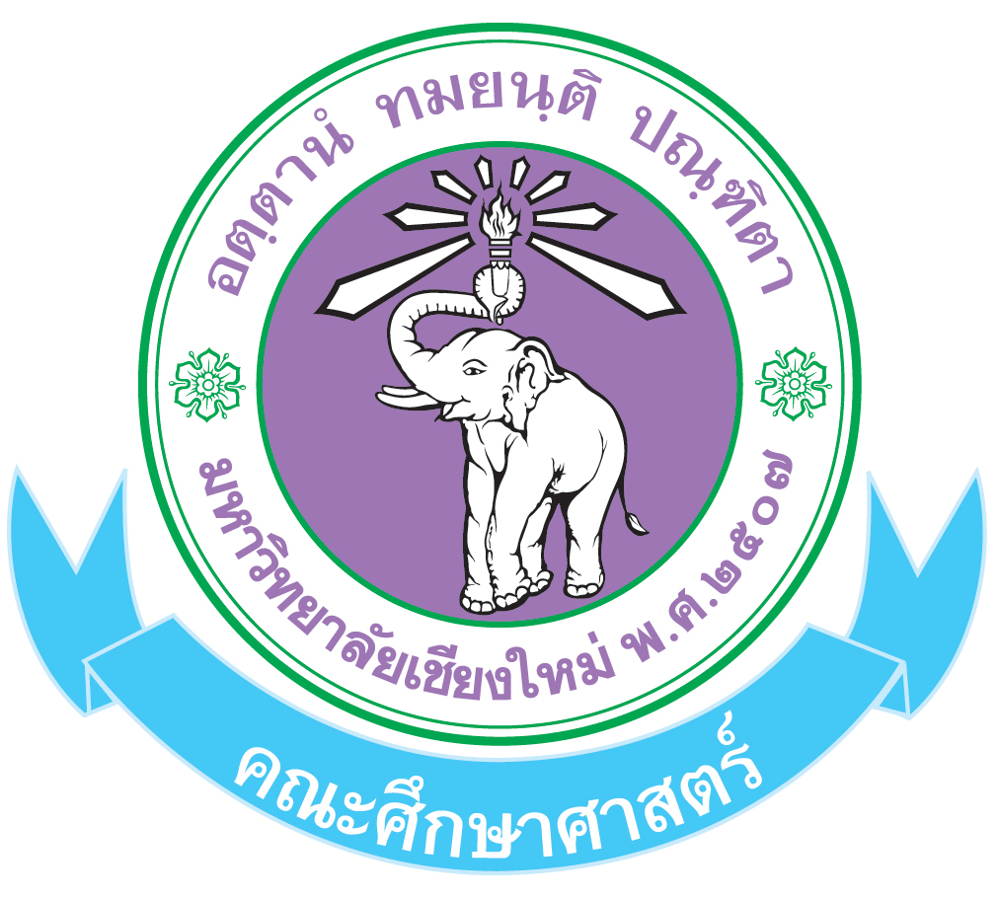 อตฺตานํ ทมยนฺติ ปณฺฑิตา
มหาวิทยาลัยเชียงใหม่ พ.ศ.๒๕๐๗
คณะศึกษาศาสตร์